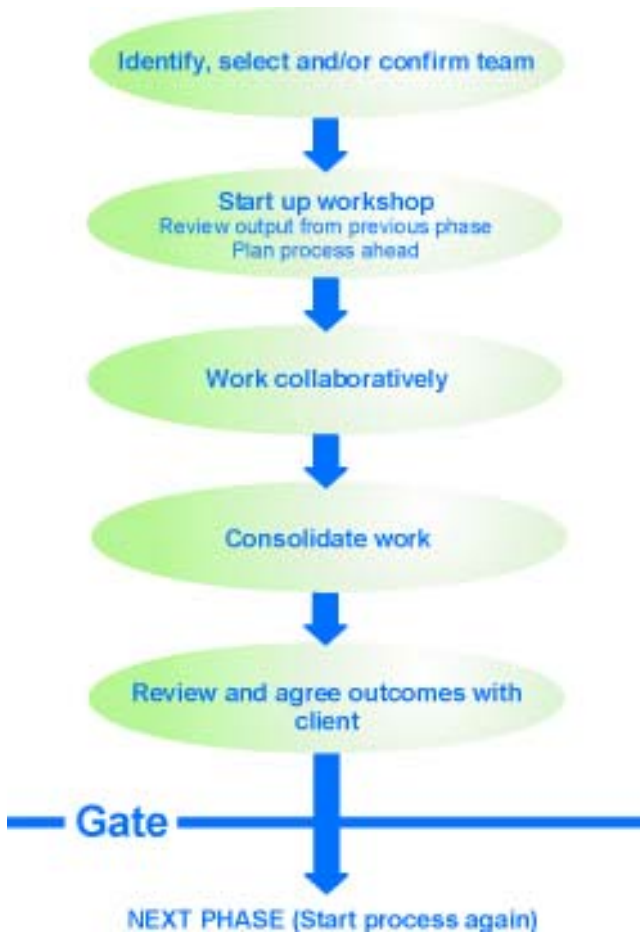 Identify, select and/or confirm team
Start up workshop
Review output from previous phase
Plan process ahead
Work collaboratively
Consolidate work
Review and agree outcomes with
client
Gate
NEXT PHASE (Start process again)